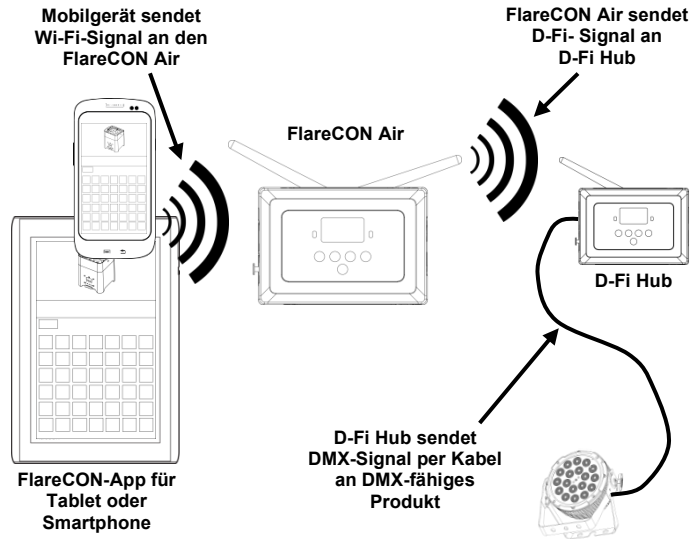 Mobilgerät sendet
Wi-Fi-Signal an den
FlareCON Air
FlareCON Air sendet
D-Fi- Signal an
D-Fi Hub
FlareCON Air
D-Fi Hub
D-Fi Hub sendet
DMX-Signal per Kabel
an DMX-fähiges
Produkt
FlareCON-App für
Tablet oder
Smartphone